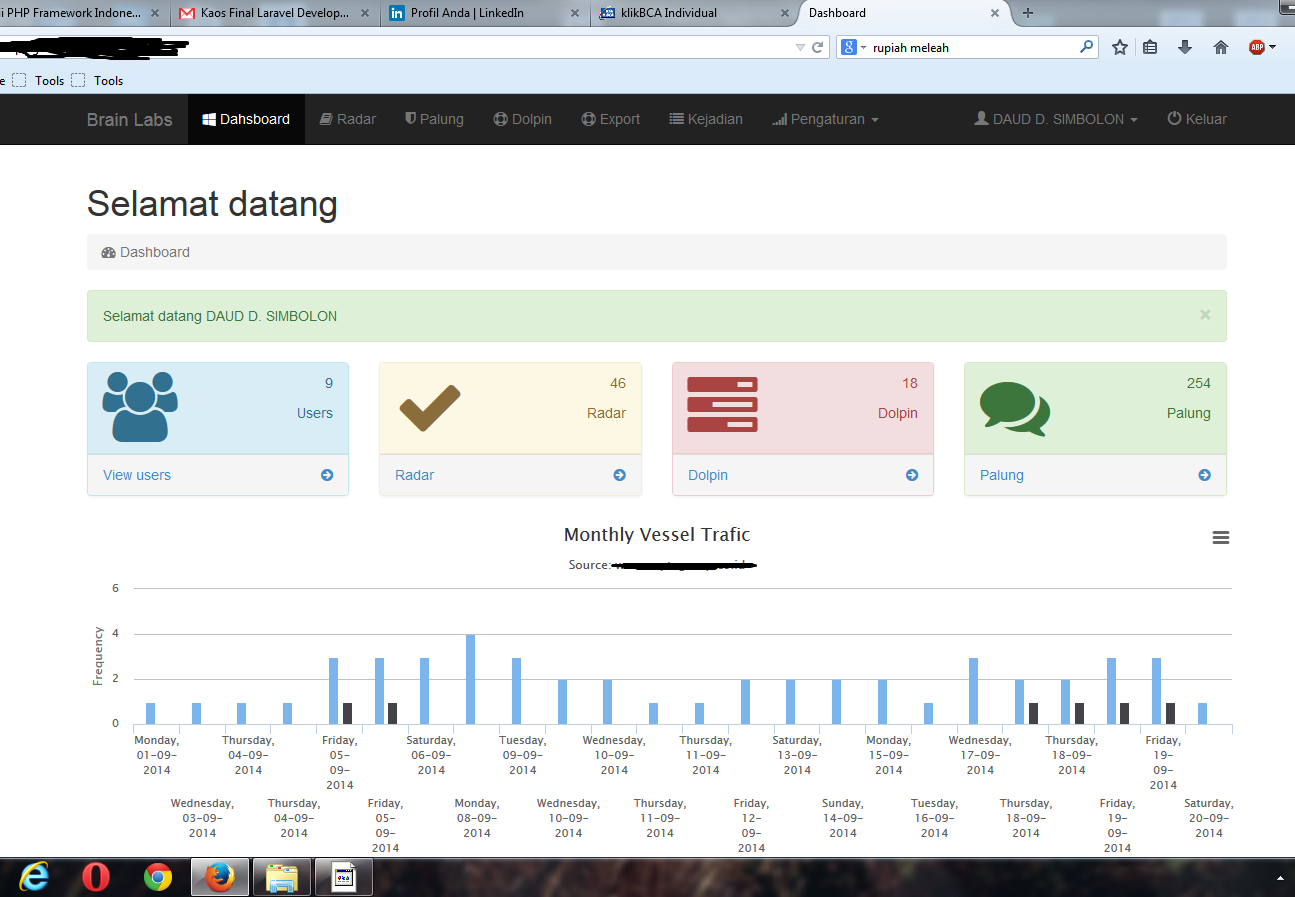 i PHP Framework Indone... × Kaos Final Laravel Develop... × in Profil Anda | LinkedIn × klikBCA Individual × Dashboard × +
8 rupiah meleah ABP
e Tools Tools
Brain Labs Dahsboard Radar Palung Dolpin Export Kejadian Pengaturan DAUD D. SIMBOLON Keluar
Selamat datang
Dashboard
Selamat datang DAUD D. SIMBOLON ×
9 46 18 254
Users Radar Dolpin Palung
View users Radar Dolpin Palung
Monthly Vessel Trafic
Source:
Frequency
6
4
2
0
Monday, 01-09-2014
Wednesday, 03-09-2014
Thursday, 04-09-2014
Thursday, 04-09-2014
Friday, 05-09-2014
Friday, 05-09-2014
Saturday, 06-09-2014
Monday, 08-09-2014
Tuesday, 09-09-2014
Wednesday, 10-09-2014
Wednesday, 10-09-2014
Thursday, 11-09-2014
Thursday, 11-09-2014
Friday, 12-09-2014
Saturday, 13-09-2014
Sunday, 14-09-2014
Monday, 15-09-2014
Tuesday, 16-09-2014
Wednesday, 17-09-2014
Thursday, 18-09-2014
Thursday, 18-09-2014
Friday, 19-09-2014
Friday, 19-09-2014
Saturday, 20-09-2014